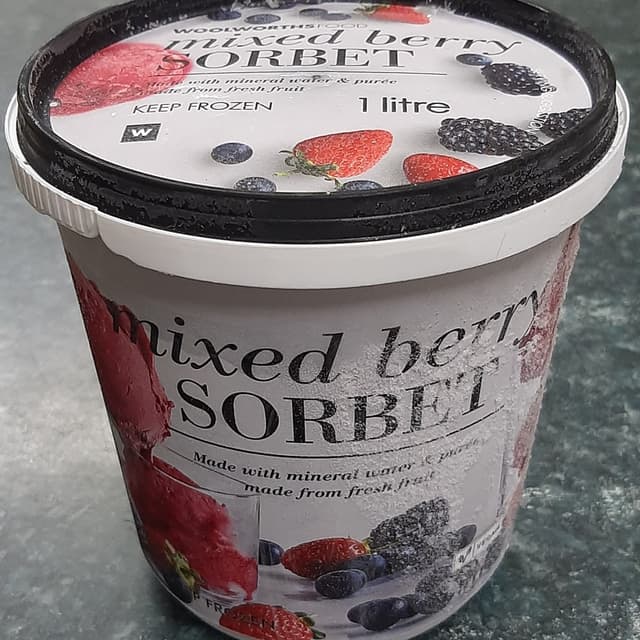 WOOLWORTHS FOOD
mixed berry
SORBET
with mineral water & purée
made from fresh fruit
KEEP FROZEN
1 litre
W
mixed berry
SORBET
Made with mineral water & purée
made from fresh fruit
FROZEN